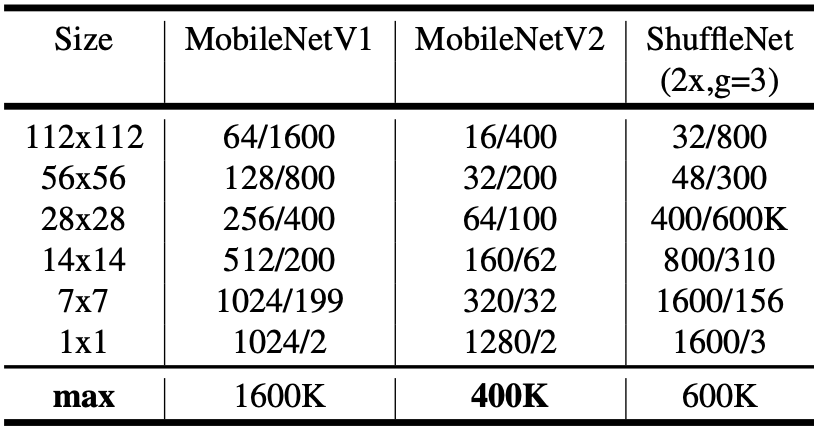 Size MobileNetV1 MobileNetV2 ShuffleNet
(2x,g=3)
112x112 64/1600 16/400 32/800
56x56 128/800 32/200 48/300
28x28 256/400 64/100 400/600K
14x14 512/200 160/62 800/310
7x7 1024/199 320/32 1600/156
1x1 1024/2 1280/2 1600/3
max 1600K 400K 600K